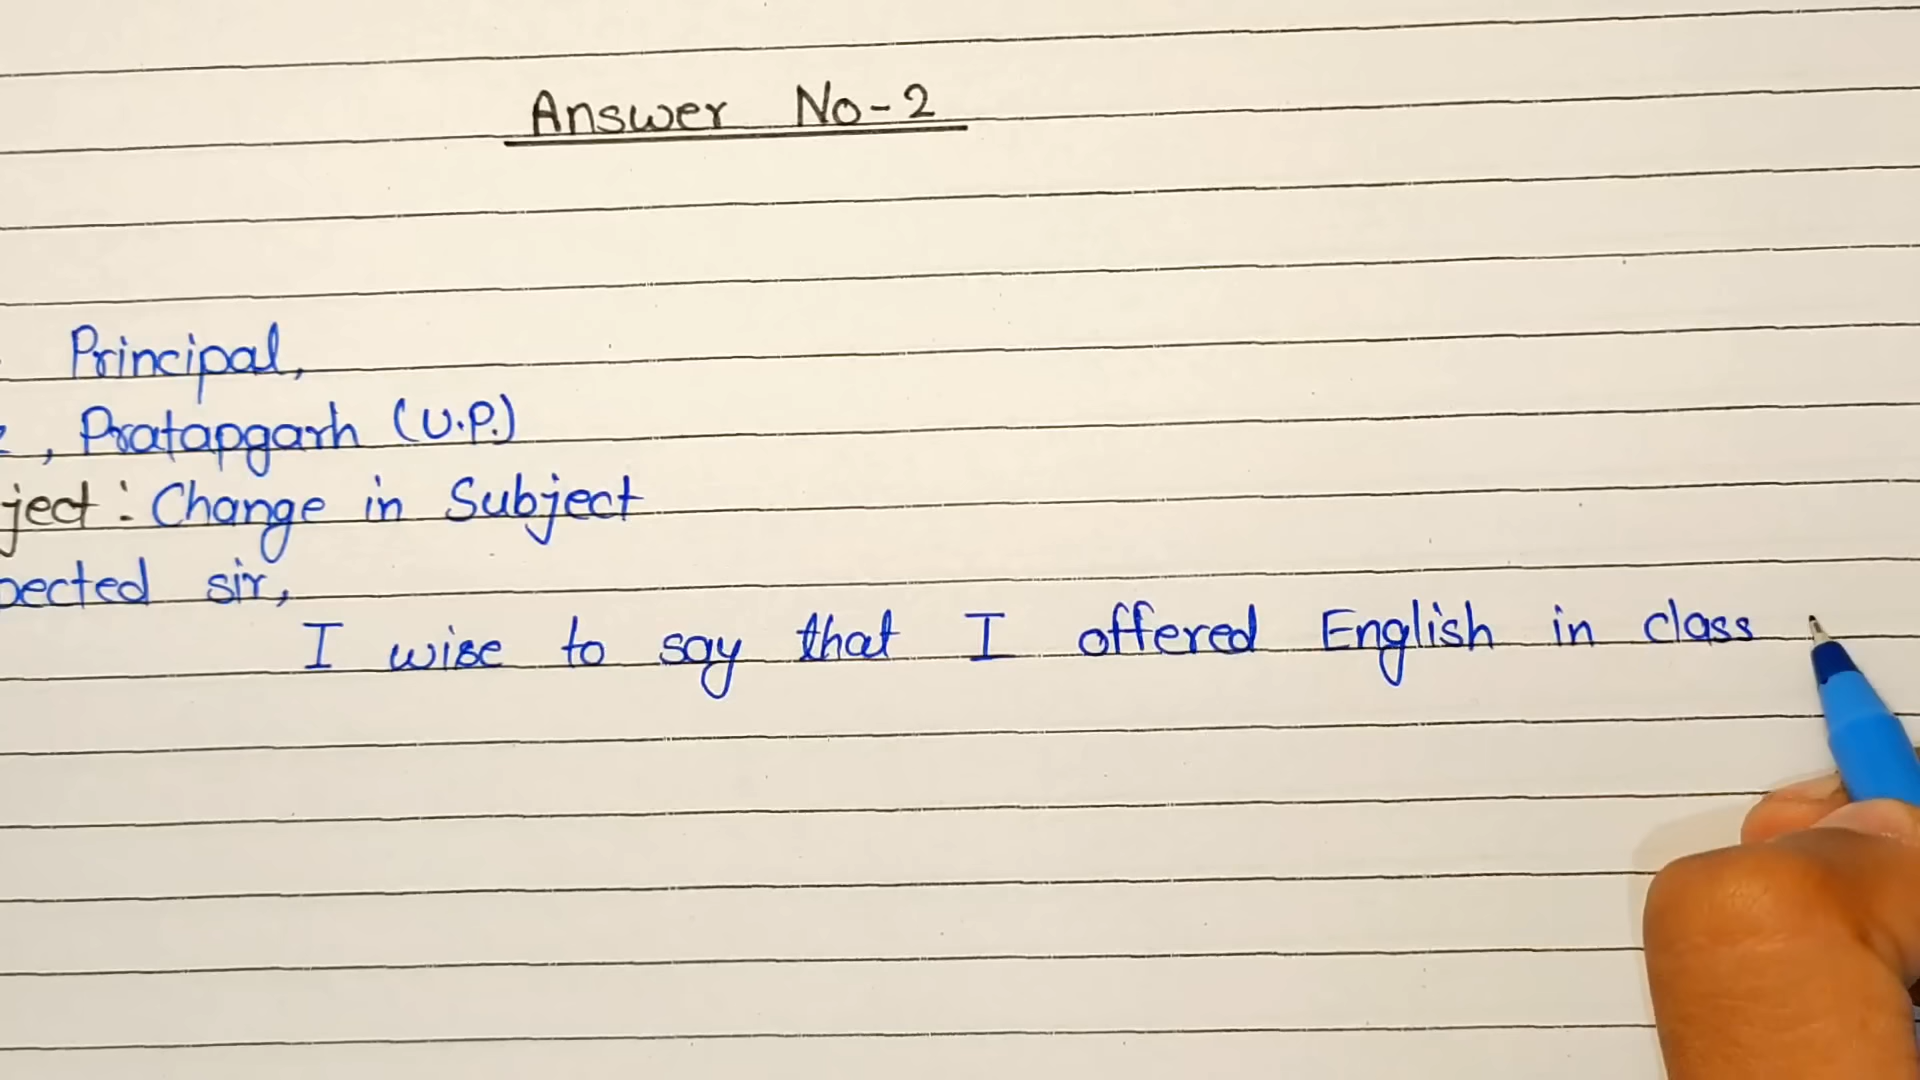 Answer No-2
Principal,
, Pratapgarh (U.P.)
ject : Change in Subject
pected sir,
I wise to say that I offered English in class